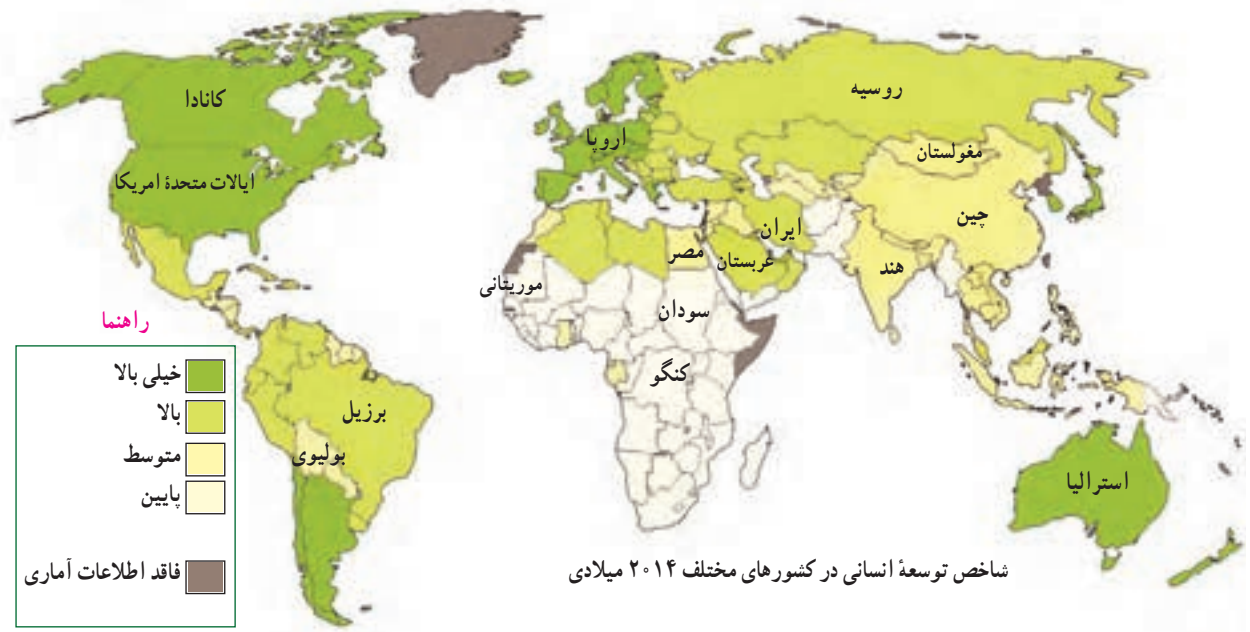 کانادا
ایالات متحدهٔ امریکا
اروپا
روسیه
مغولستان
چین
ایران
هند
مصر
عربستان
موریتانی
سودان
کنگو
برزیل
بولیوی
استرالیا
راهنما
خیلی بالا
بالا
متوسط
پایین
فاقد اطلاعات آماری
شاخص توسعهٔ انسانی در کشورهای مختلف ۲۰۱۴ میلادی